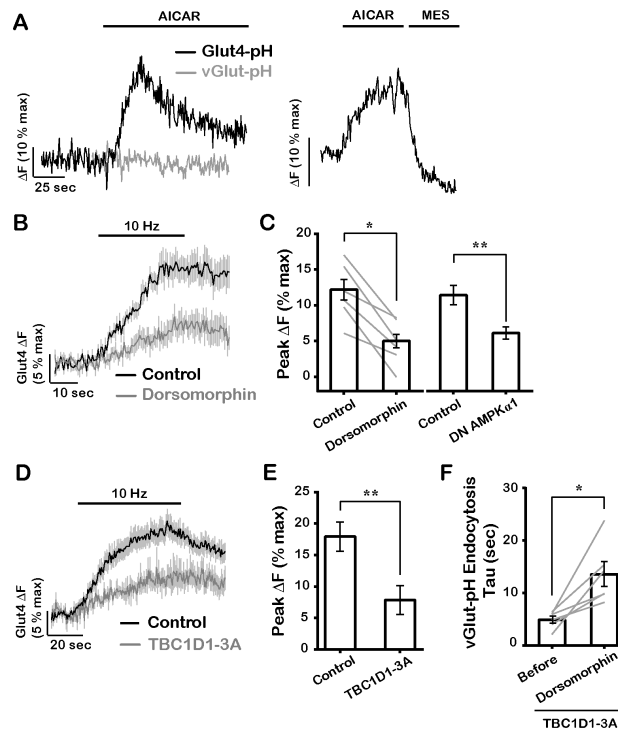 A
AICAR
Glut4-pH
vGlut-pH
ΔF (10 % max)
25 sec
AICAR
MES
ΔF (10 % max)
B
10 Hz
Glut4 ΔF
(5 % max)
10 sec
Control
Dorsomorphin
C
Peak ΔF (% max)
20
15
10
5
0
*
**
Control
Dorsomorphin
Control
DN AMPKα1
D
10 Hz
Glut4 ΔF
(5 % max)
20 sec
Control
TBC1D1-3A
E
Peak ΔF (% max)
25
20
15
10
5
0
**
Control
TBC1D1-3A
F
vGlut-pH Endocytosis
Tau (sec)
30
20
10
0
*
Before
Dorsomorphin
TBC1D1-3A